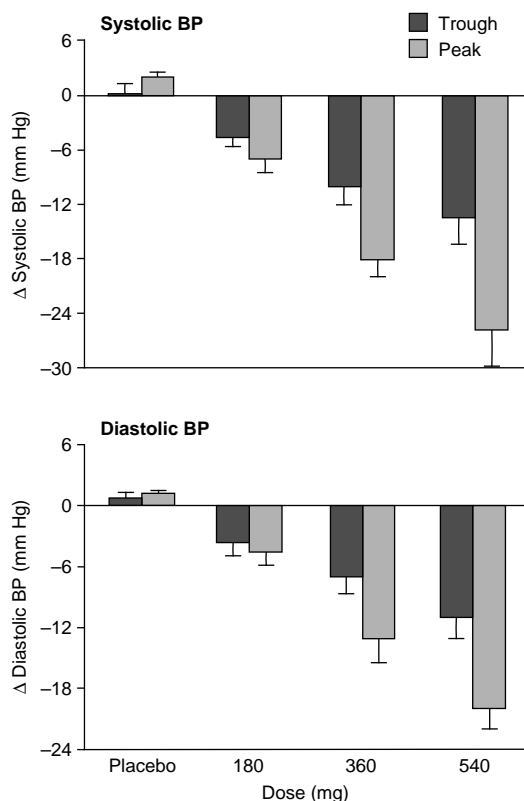 Systolic BP
Trough
Peak
6
0
–6
–12
–18
–24
–30
Δ Systolic BP (mm Hg)
Diastolic BP
6
0
–6
–12
–18
–24
Δ Diastolic BP (mm Hg)
Placebo 180 360 540
Dose (mg)